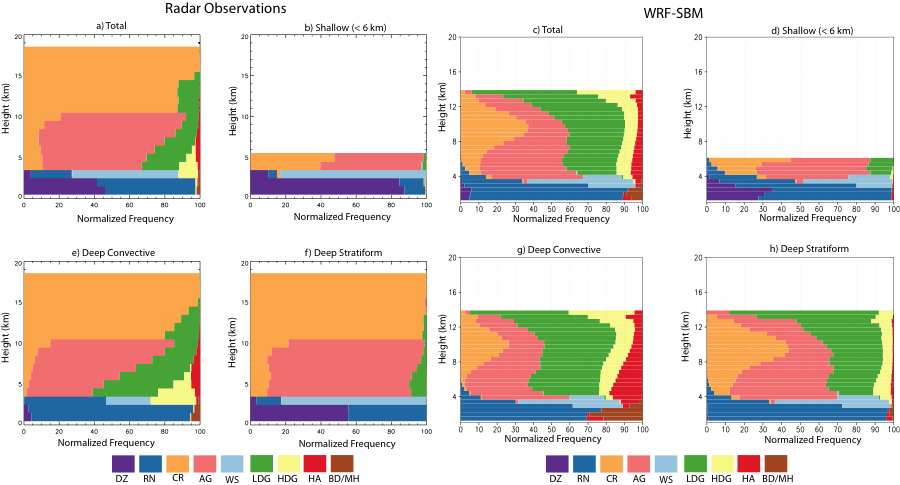 Radar Observations
WRF-SBM
a) Total
b) Shallow (< 6 km)
c) Total
d) Shallow (< 6 km)
Height (km)
20
15
10
5
0
0 20 40 60 80 100
Normalized Frequency
Height (km)
20
15
10
5
0
0 20 40 60 80 100
Normalized Frequency
Height (km)
20
16
12
8
4
0 10 20 30 40 50 60 70 80 90 100
Normalized Frequency
Height (km)
20
16
12
8
4
0 10 20 30 40 50 60 70 80 90 100
Normalized Frequency
e) Deep Convective
f) Deep Stratiform
g) Deep Convective
h) Deep Stratiform
Height (km)
20
15
10
5
0
0 20 40 60 80 100
Normalized Frequency
Height (km)
20
15
10
5
0
0 20 40 60 80 100
Normalized Frequency
Height (km)
20
16
12
8
4
0 10 20 30 40 50 60 70 80 90 100
Normalized Frequency
Height (km)
20
16
12
8
4
0 10 20 30 40 50 60 70 80 90 100
Normalized Frequency
DZ RN CR AG WS LDG HDG HA BD/MH
DZ RN CR AG WS LDG HDG HA BD/MH